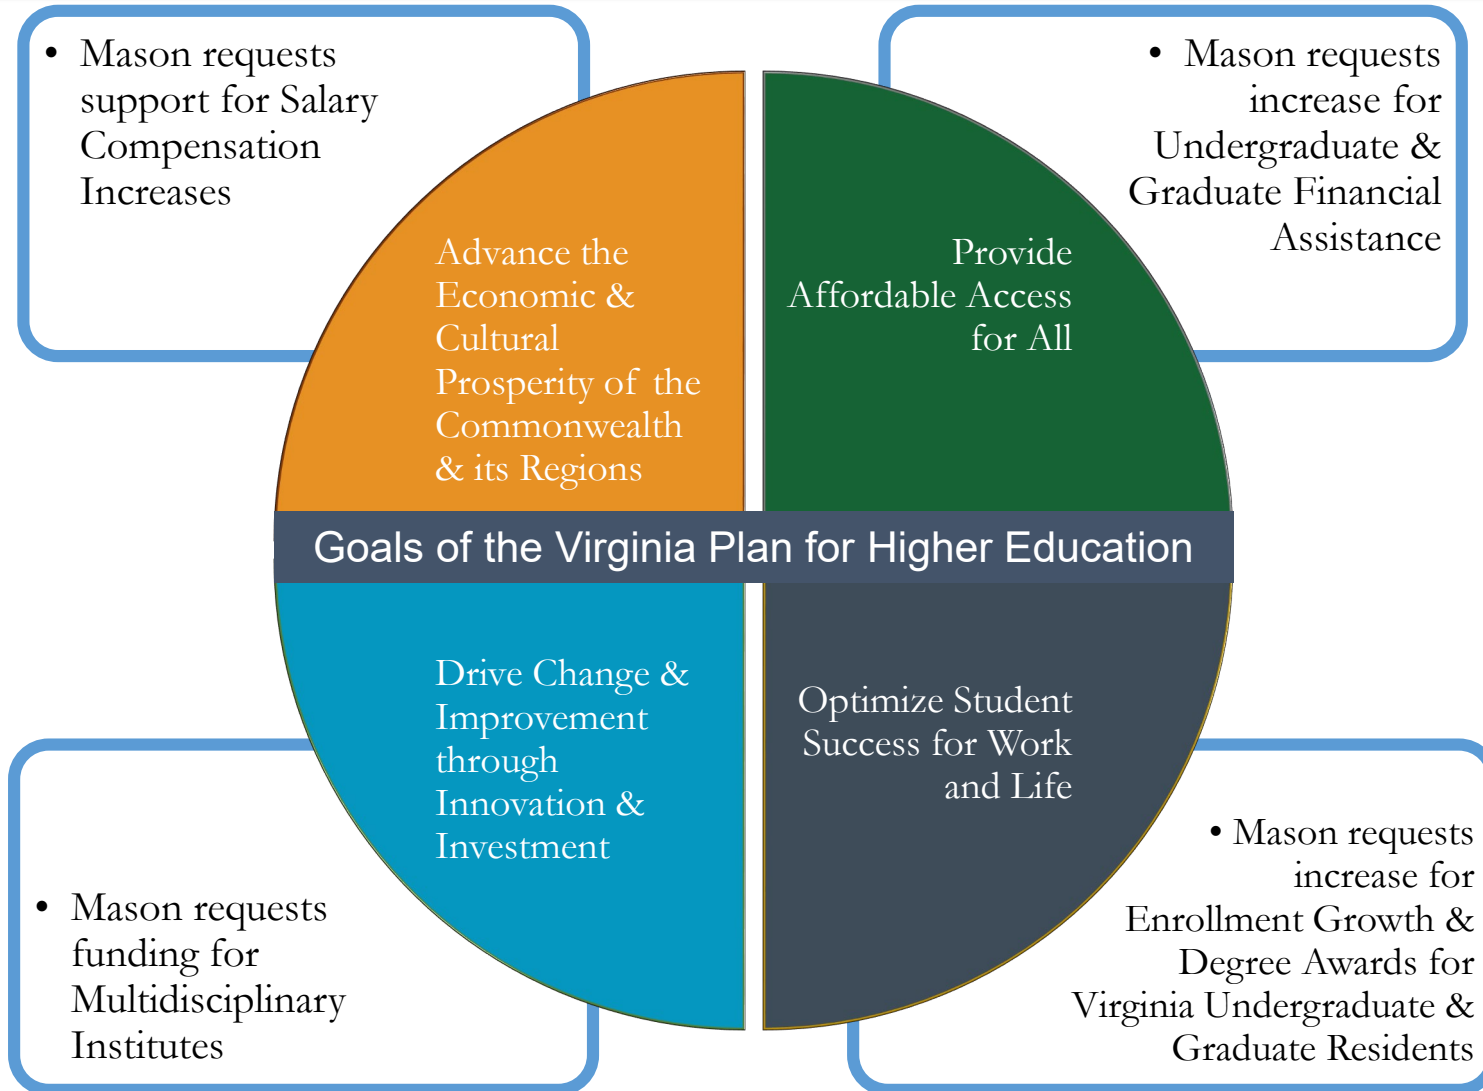 • Mason requests
support for Salary
Compensation
Increases
• Mason requests
increase for
Undergraduate &
Graduate Financial
Assistance
Advance the
Economic &
Cultural
Prosperity of the
Commonwealth
& its Regions
Provide
Affordable Access
for All
Goals of the Virginia Plan for Higher Education
Drive Change &
Improvement
through
Innovation &
Investment
Optimize Student
Success for Work
and Life
• Mason requests
funding for
Multidisciplinary
Institutes
• Mason requests
increase for
Enrollment Growth &
Degree Awards for
Virginia Undergraduate &
Graduate Residents